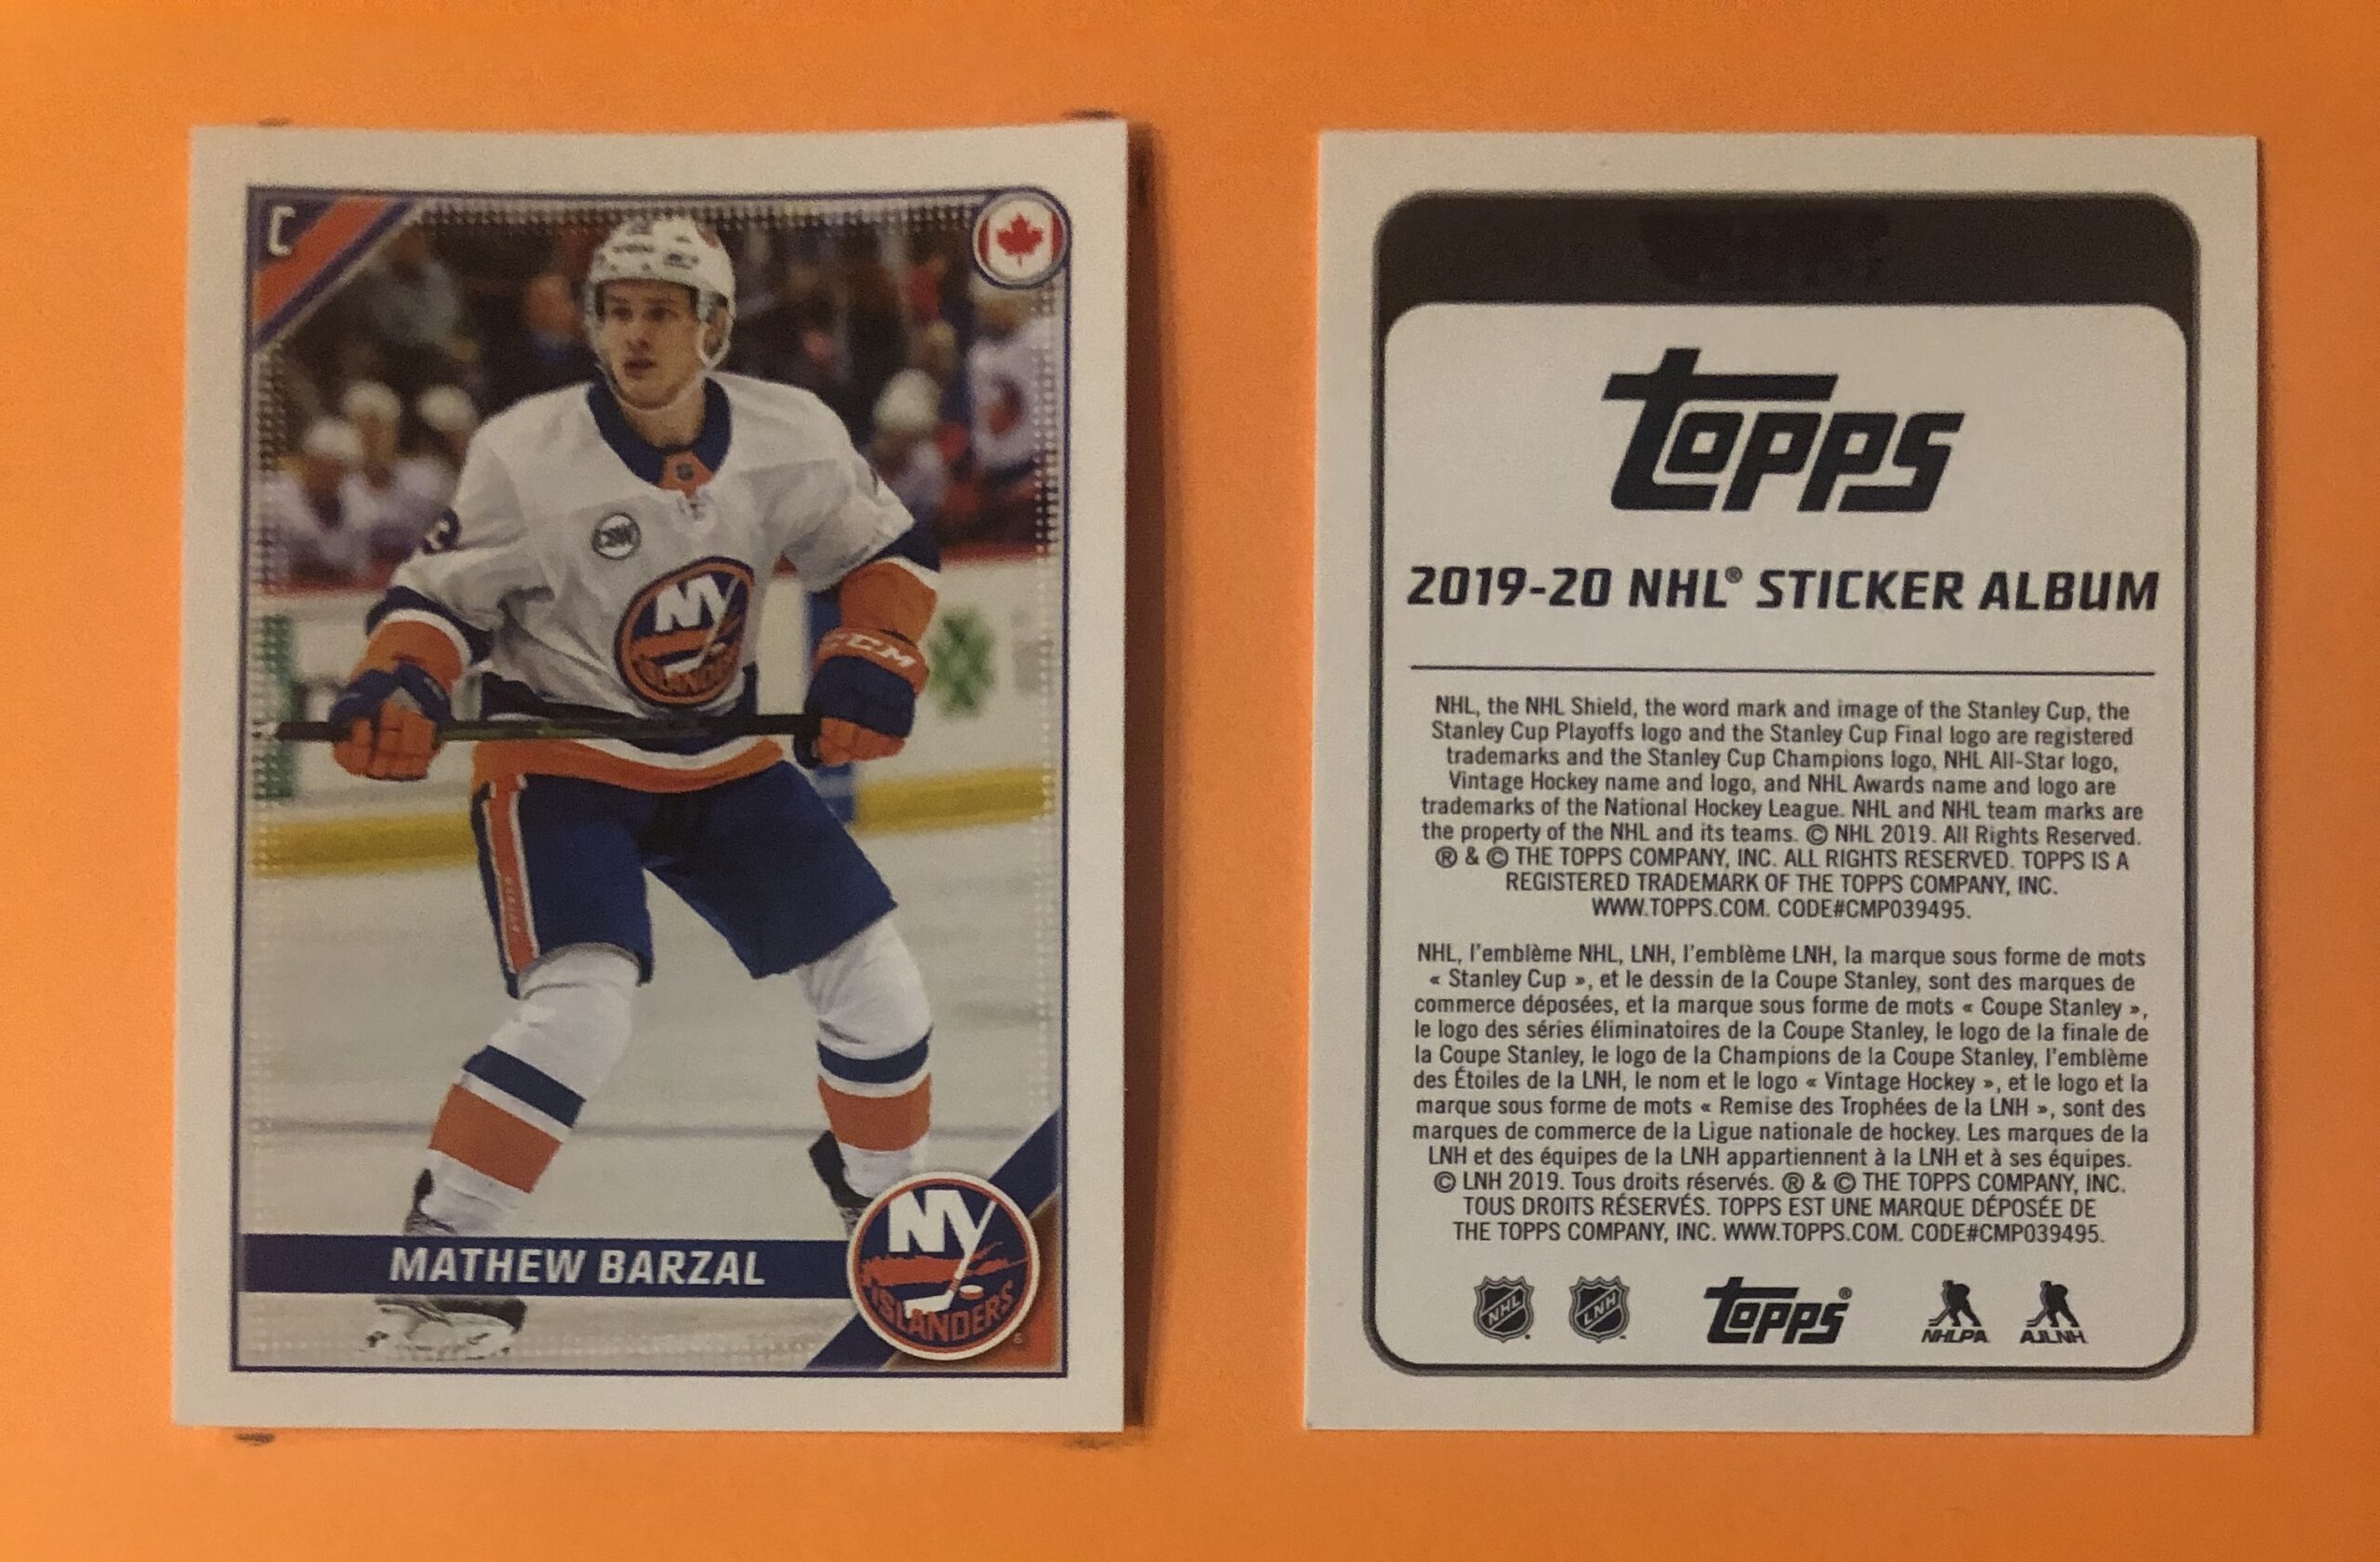 C
CCM
NY
ISLANDERS
MATHEW BARZAL
NY
ISLANDERS
Topps
2019-20 NHL® STICKER ALBUM
NHL, the NHL Shield, the word mark and image of the Stanley Cup, the
Stanley Cup Playoffs logo and the Stanley Cup Final logo are registered
trademarks and the Stanley Cup Champions logo, NHL All-Star logo,
Vintage Hockey name and logo, and NHL Awards name and logo are
trademarks of the National Hockey League. NHL and NHL team marks are
the property of the NHL and its teams. © NHL 2019. All Rights Reserved.
® & © THE TOPPS COMPANY, INC. ALL RIGHTS RESERVED. TOPPS IS A
REGISTERED TRADEMARK OF THE TOPPS COMPANY, INC.
WWW.TOPPS.COM. CODE#CMP039495.
NHL, l'emblème NHL, LNH, l'emblème LNH, la marque sous forme de mots
« Stanley Cup », et le dessin de la Coupe Stanley, sont des marques de
commerce déposées, et la marque sous forme de mots « Coupe Stanley »,
le logo des séries éliminatoires de la Coupe Stanley, le logo de la finale de
la Coupe Stanley, le logo de la Champions de la Coupe Stanley, l'emblème
des Étoiles de la LNH, le nom et le logo « Vintage Hockey », et le logo et la
marque sous forme de mots « Remise des Trophées de la LNH », sont des
marques de commerce de la Ligue nationale de hockey. Les marques de la
LNH et des équipes de la LNH appartiennent à la LNH et à ses équipes.
© LNH 2019. Tous droits réservés. ® & © THE TOPPS COMPANY, INC.
TOUS DROITS RÉSERVÉS. TOPPS EST UNE MARQUE DÉPOSÉE DE
THE TOPPS COMPANY, INC. WWW.TOPPS.COM. CODE#CMP039495.
NHL LNH Topps® NHLPA AJLNH